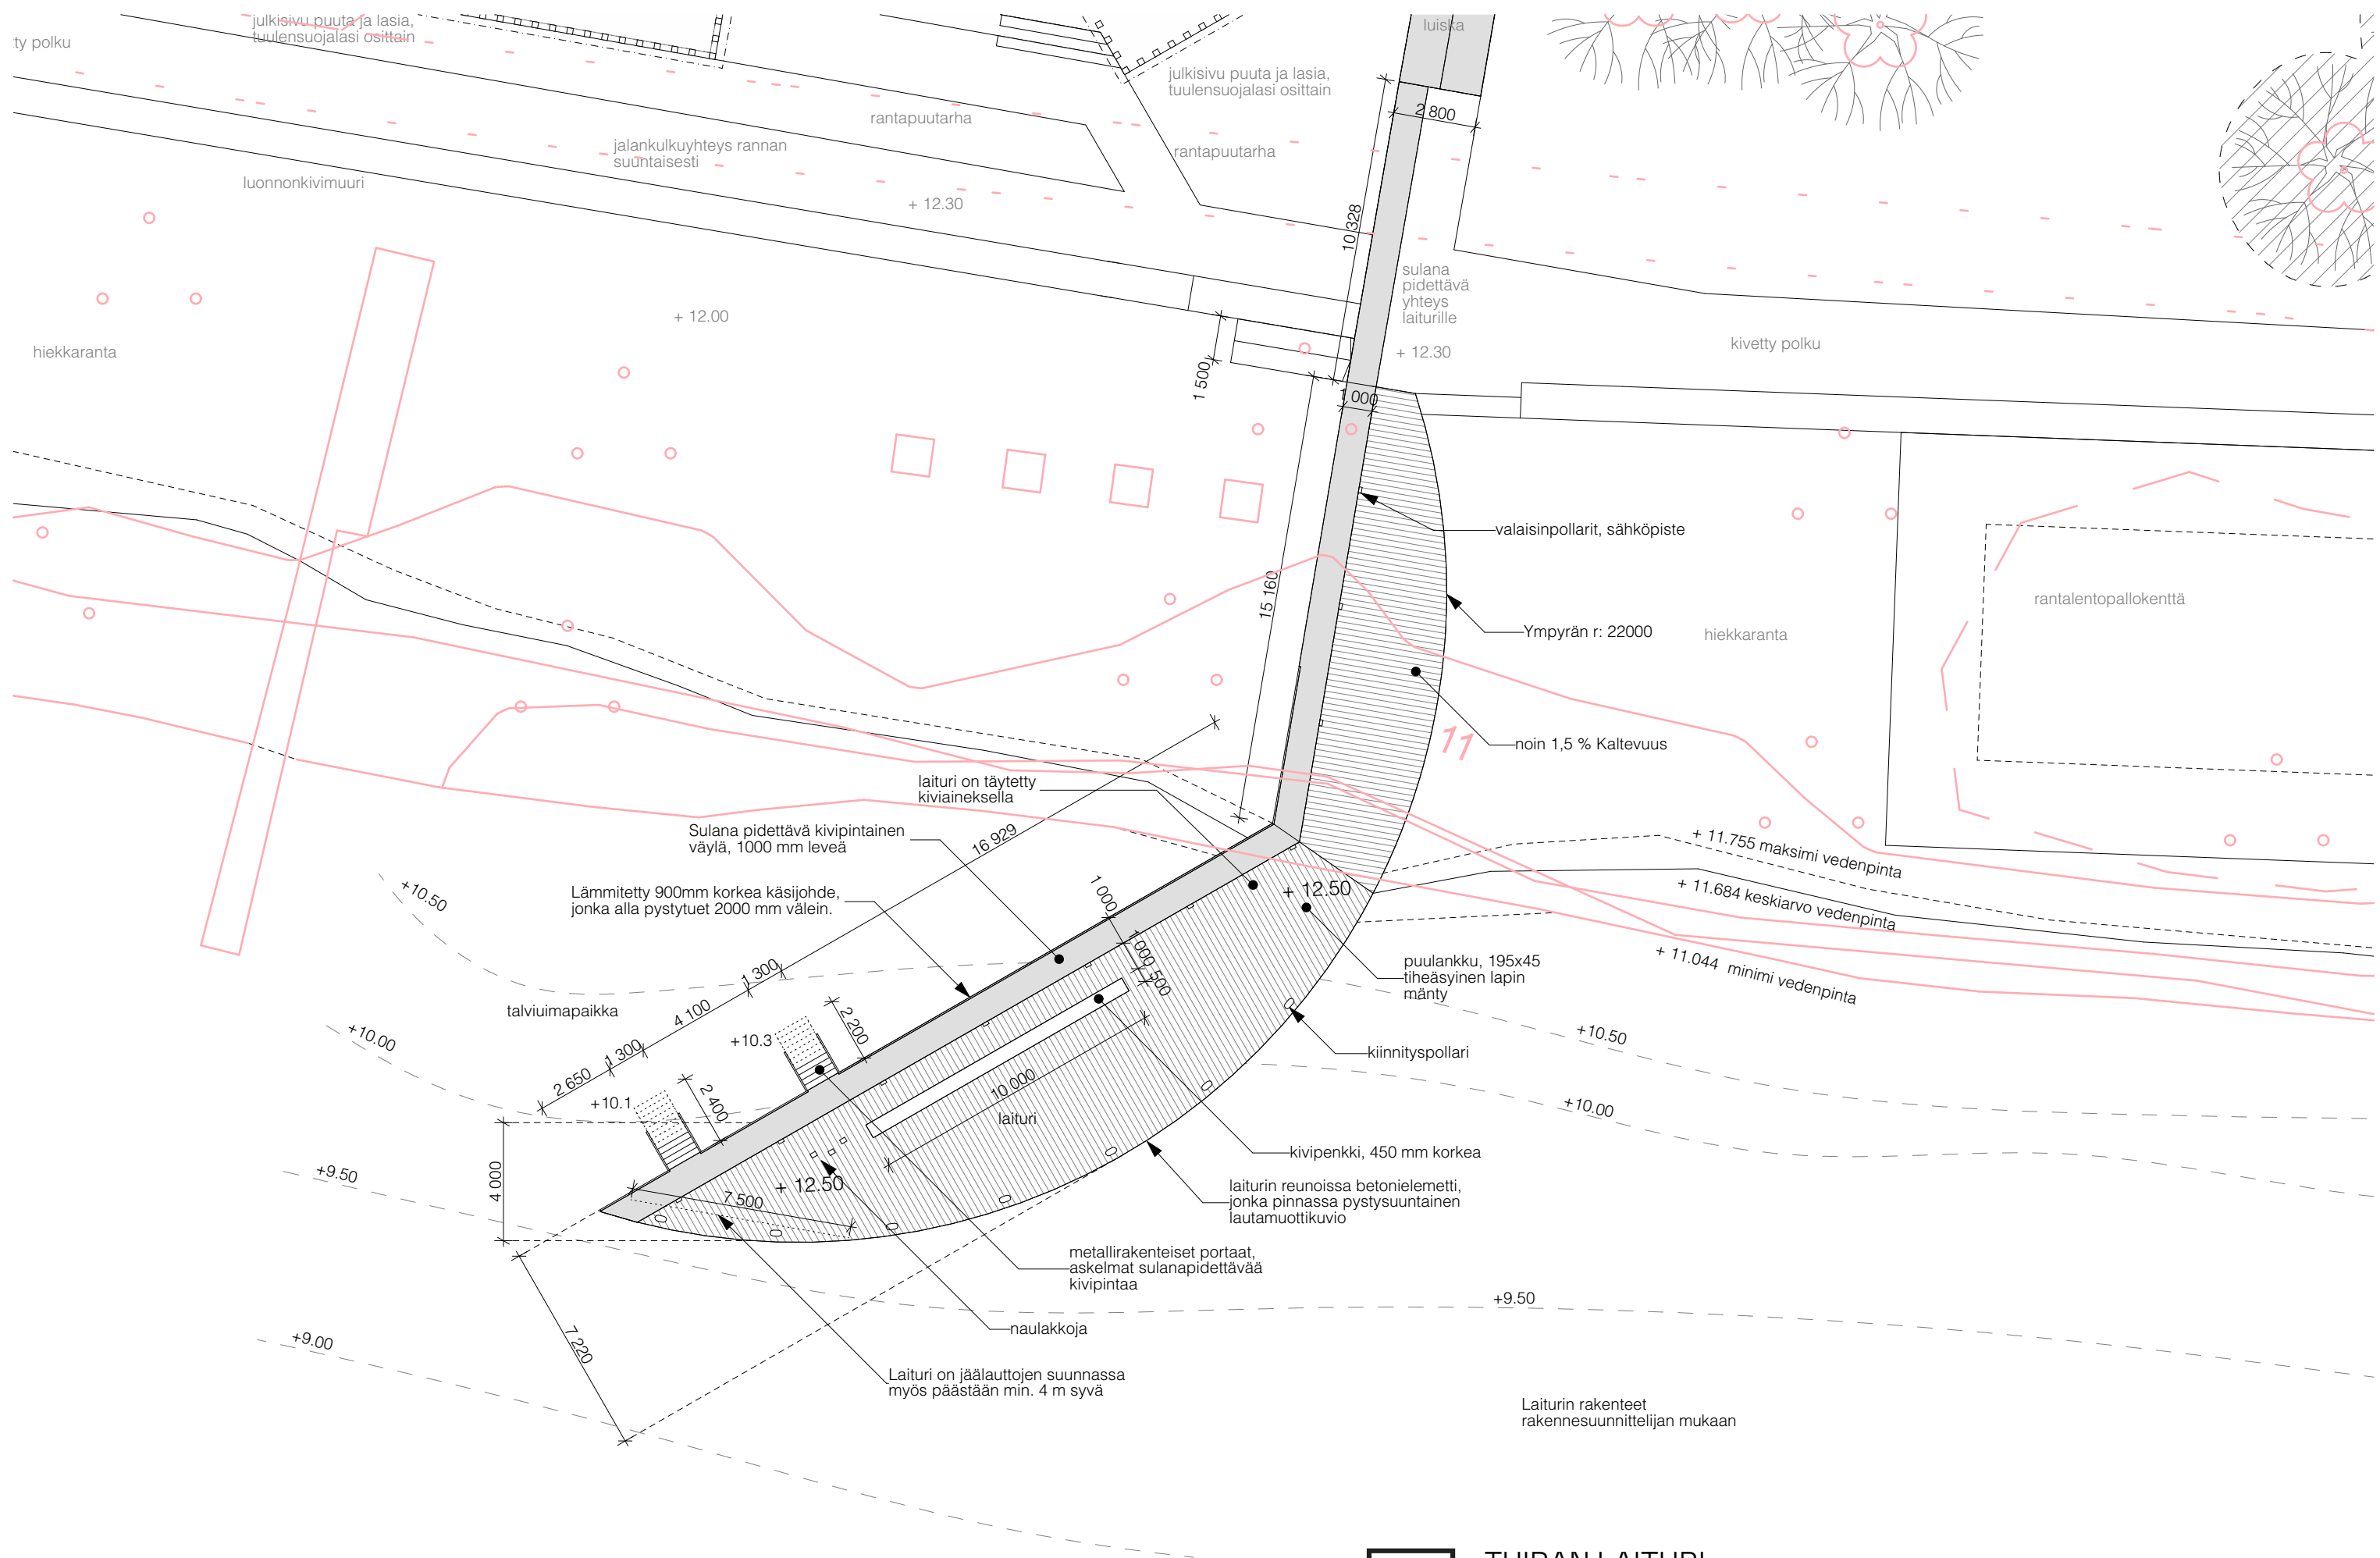 julkisivu puuta ja lasia,
tuulensuojalasi osittain
polku
luiska
julkisivu puuta ja lasia,
tuulensuojalasi osittain
2 800
rantapuutarha
jalankulkuyhteys rannan
suuntaisesti
rantapuutarha
luonnonkivimuuri
+ 12.30
10 328
sulana
pidettävä
yhteys
laiturille
+ 12.00
+ 12.30
kivetty polku
hiekkaranta
1 500
1 000
valaisinpollarit, sähköpiste
15 160
rantalentopallokenttä
Ympyrän r: 22000
hiekkaranta
11
noin 1,5 % Kaltevuus
laituri on täytetty
kiviaineksella
Sulana pidettävä kivipintainen
väylä, 1000 mm leveä
16 929
+ 11.755 maksimi vedenpinta
Lämmitetty 900mm korkea käsijohde,
jonka alla pystytuet 2000 mm välein.
+10.50
1 000
+ 12.50
+ 11.684 keskiarvo vedenpinta
1 000
500
puulankku, 195x45
tiheäsyinen lapin
mänty
+ 11.044 minimi vedenpinta
1 300
talviuimapaikka
4 100
2 200
+10.00
+10.3
+10.50
1 300
kiinnityspollari
2 650
10 000
2 400
+10.1
+10.00
laituri
kivipenkki, 450 mm korkea
+9.50
4 000
+ 12.50
7 500
laiturin reunoissa betonielemetti,
jonka pinnassa pystysuuntainen
lautamuottikuvio
metallirakenteiset portaat,
askelmat sulanapidettävää
kivipintaa
+9.50
naulakkoja
+9.00
7 220
Laituri on jäälauttojen suunnassa
myös päästään min. 4 m syvä
Laiturin rakenteet
rakennesuunnittelijan mukaan
TUIRAN LAITURI